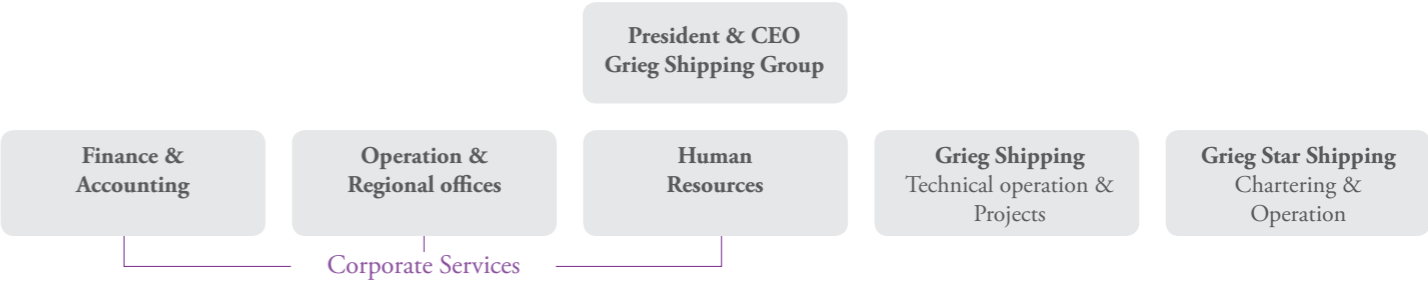 President & CEO
Grieg Shipping Group
Finance &
Accounting
Operation &
Regional offices
Human
Resources
Grieg Shipping
Technical operation &
Projects
Grieg Star Shipping
Chartering &
Operation
Corporate Services